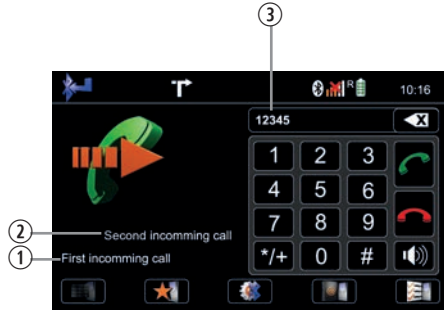 3
R
10:16
12345
X
1 2 3
4 5 6
7 8 9
*/+ 0 #
2 Second incomming call
1 First incomming call